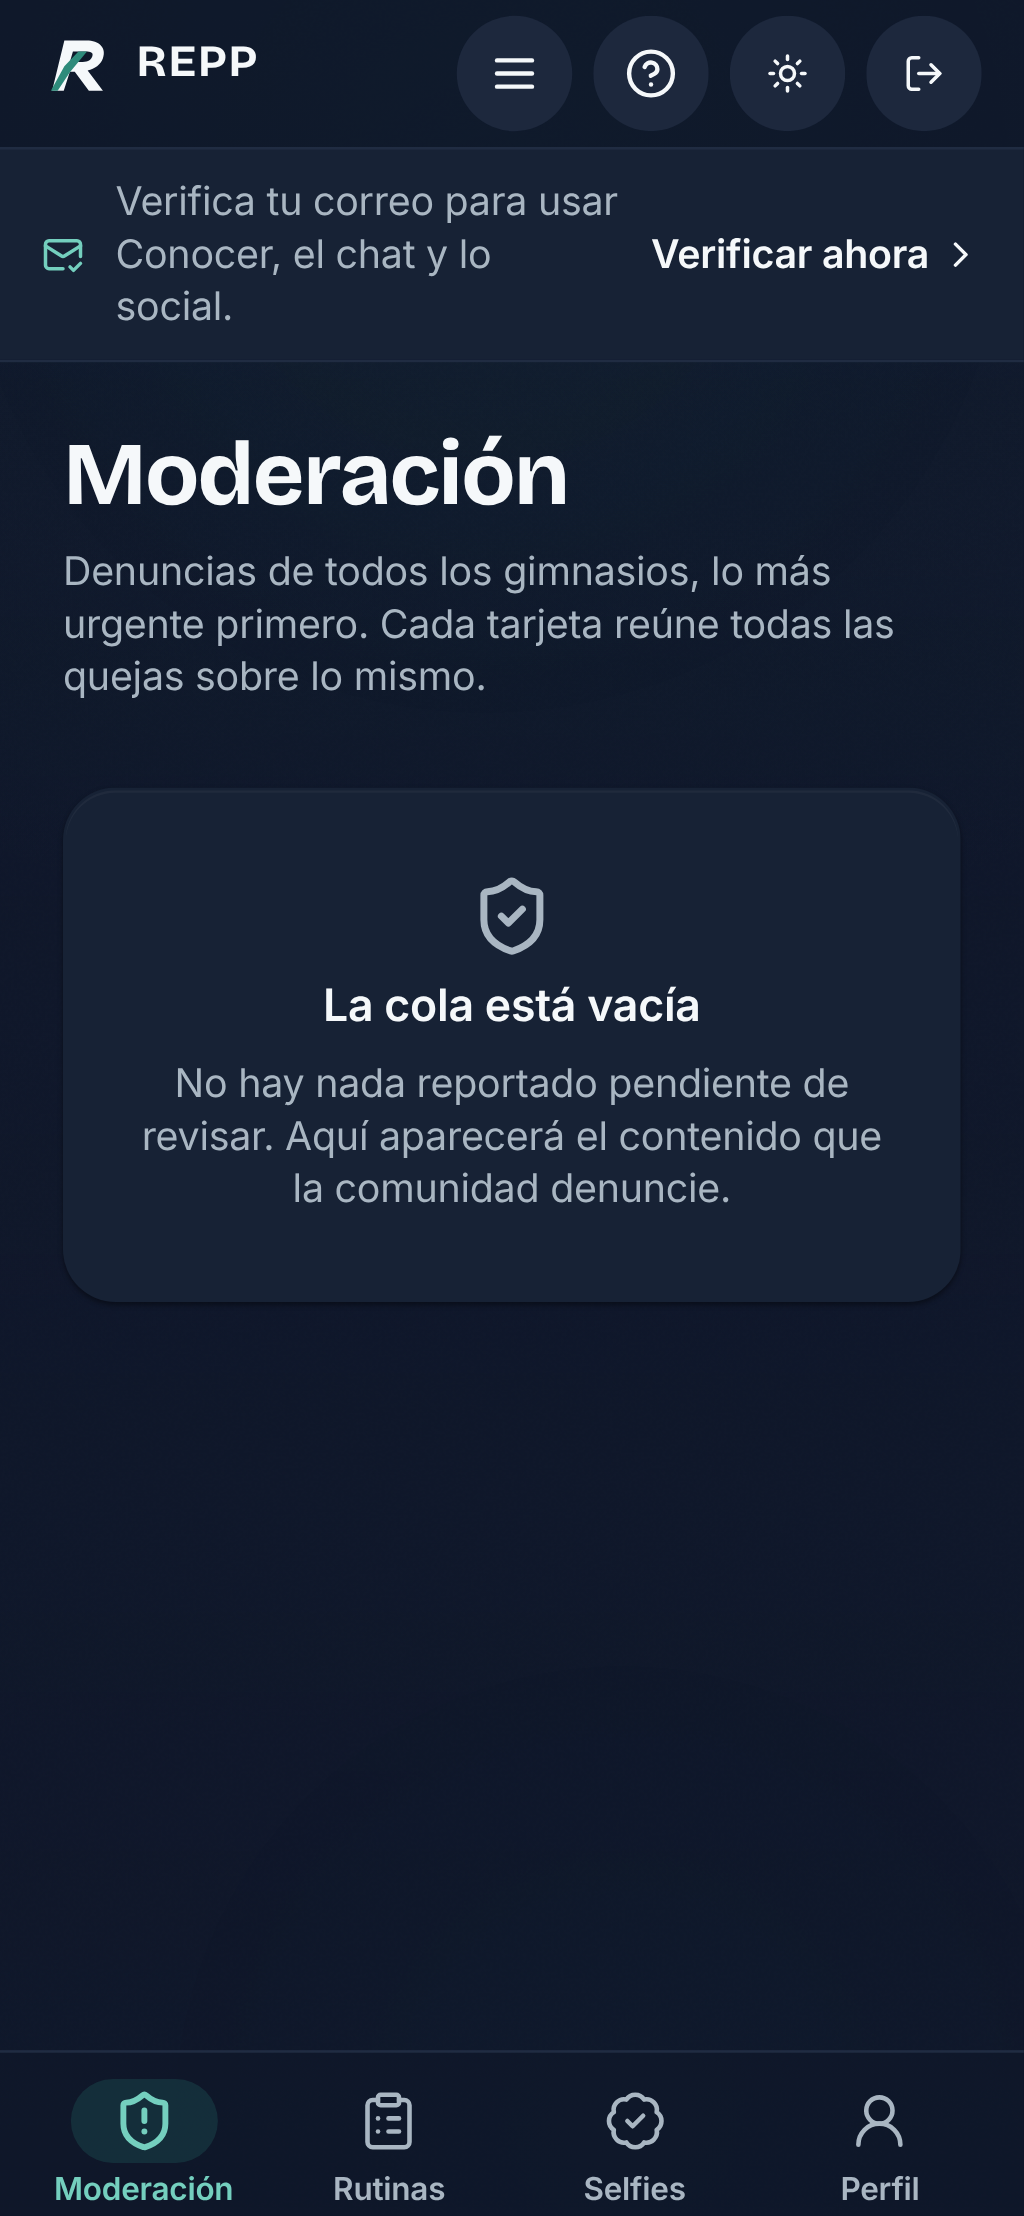 REPP
Verifica tu correo para usar
Conocer, el chat y lo
social.
Verificar ahora
Moderación
Denuncias de todos los gimnasios, lo más
urgente primero. Cada tarjeta reúne todas las
quejas sobre lo mismo.
La cola está vacía
No hay nada reportado pendiente de
revisar. Aquí aparecerá el contenido que
la comunidad denuncie.
Moderación
Rutinas
Selfies
Perfil